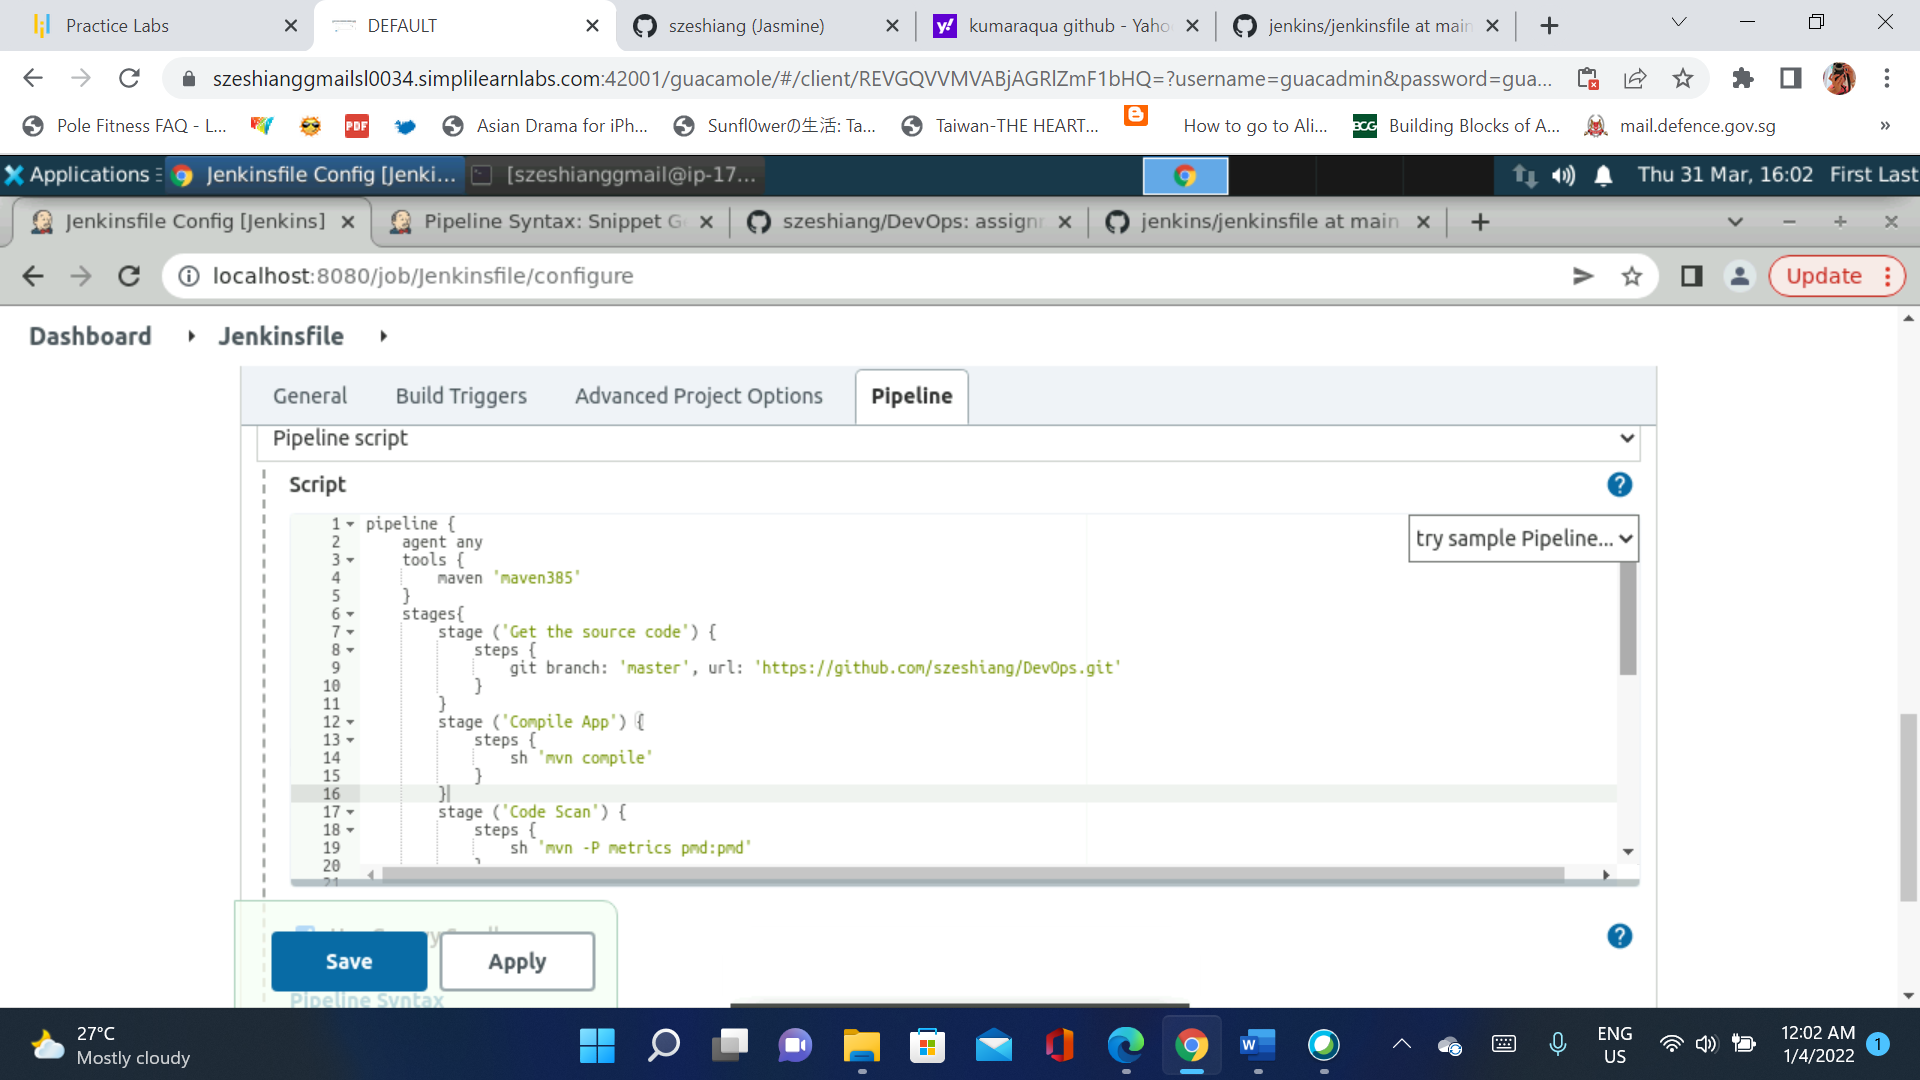 Practice Labs
DEFAULT
szeshiang (Jasmine)
kumaraqua github - Yaho
jenkins/jenkinsfile at main
szeshianggmailsl0034.simplilearnlabs.com:42001/guacamole/#/client/REVGQVVMVABjAGRlZmF1bHQ=?username=guacadmin&password=gua...
Pole Fitness FAQ - L...
PDF
Asian Drama for iPh...
Sunfl0werの生活: Ta...
Taiwan-THE HEART...
How to go to Ali...
BCG
Building Blocks of A...
mail.defence.gov.sg
»
Applications
Jenkinsfile Config [Jenki...
[szeshianggmail@ip-17...
Thu 31 Mar, 16:02
First Last
Jenkinsfile Config [Jenkins]
Pipeline Syntax: Snippet G
szeshiang/DevOps: assignm
jenkins/jenkinsfile at main
localhost:8080/job/Jenkinsfile/configure
Update
Dashboard
Jenkinsfile
General
Build Triggers
Advanced Project Options
Pipeline
Pipeline script
Script
try sample Pipeline...
1 pipeline {
2 agent any
3 tools {
4 maven 'maven385'
5 }
6 stages{
7 stage ('Get the source code') {
8 steps {
9 git branch: 'master', url: 'https://github.com/szeshiang/DevOps.git'
10 }
11 }
12 stage ('Compile App') {
13 steps {
14 sh 'mvn compile'
15 }
16 }
17 stage ('Code Scan') {
18 steps {
19 sh 'mvn -P metrics pmd:pmd'
20 }
21
Save
Apply
Pipeline Syntax
27°C
Mostly cloudy
ENG
US
12:02 AM
1/4/2022
1